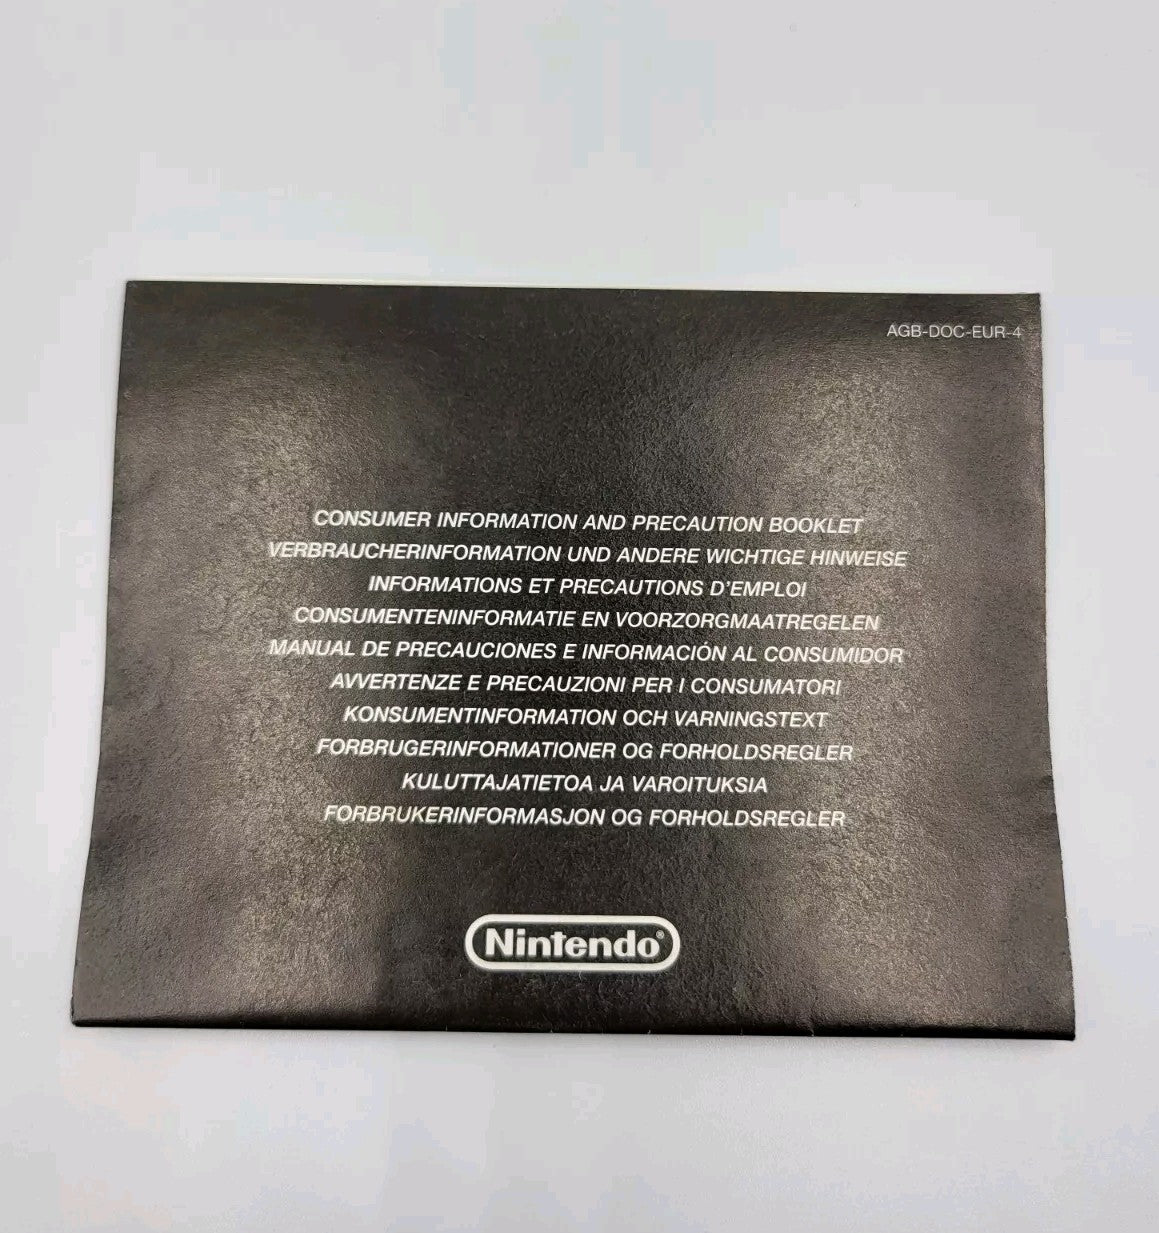 AGB-DOC-EUR-4
CONSUMER INFORMATION AND PRECAUTION BOOKLET
VERBRAUCHERINFORMATION UND ANDERE WICHTIGE HINWEISE
INFORMATIONS ET PRECAUTIONS D'EMPLOI
CONSUMENTENINFORMATIE EN VOORZORGMAATREGELEN
MANUAL DE PRECAUCIONES E INFORMACIÓN AL CONSUMIDOR
AVVERTENZE E PRECAUZIONI PER I CONSUMATORI
KONSUMENTINFORMATION OCH VARNINGSTEXT
FORBRUGERINFORMATIONER OG FORHOLDSREGLER
KULUTTAJATIETOA JA VAROITUKSIA
FORBRUKERINFORMASJON OG FORHOLDSREGLER
Nintendo®